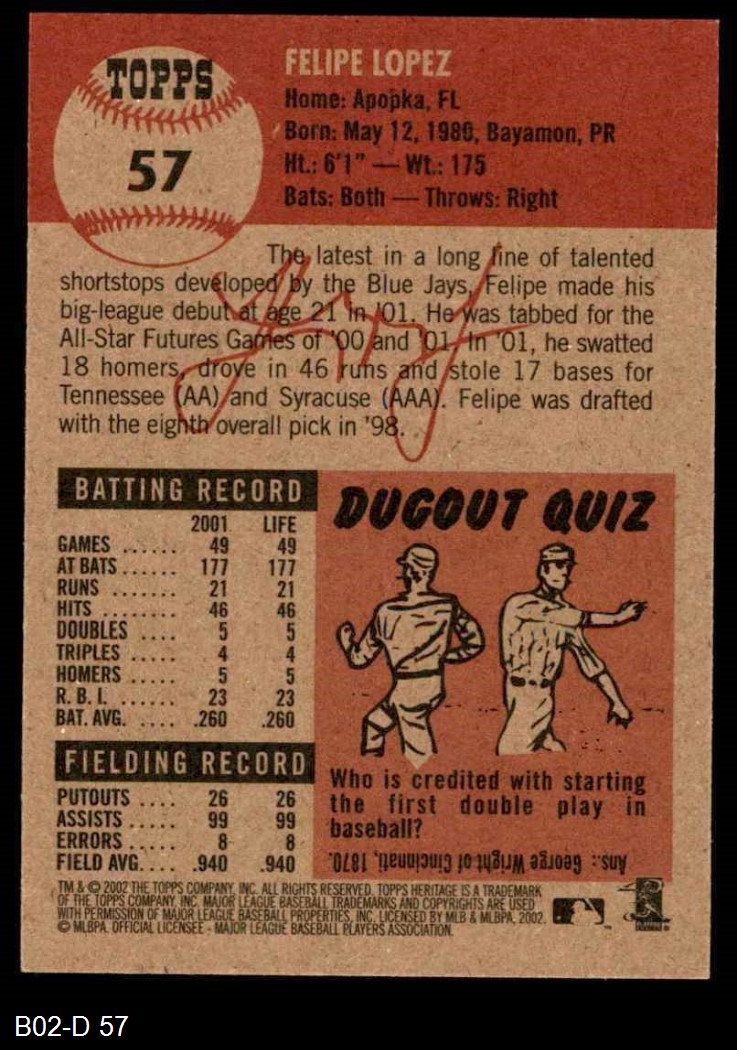 TOPPS
57
FELIPE LOPEZ
Home: Apopka, FL
Born: May 12, 1980, Bayamon, PR
Ht.: 6'1" — Wt.: 175
Bats: Both — Throws: Right
The latest in a long line of talented
shortstops developed by the Blue Jays, Felipe made his
big-league debut at age 21 in '01. He was tabbed for the
All-Star Futures Games of '00 and '01. In '01, he swatted
18 homers, drove in 46 runs and stole 17 bases for
Tennessee (AA) and Syracuse (AAA). Felipe was drafted
with the eighth overall pick in '98.
BATTING RECORD
2001 LIFE
GAMES ...... 49 49
AT BATS...... 177 177
RUNS ...... 21 21
HITS ...... 46 46
DOUBLES .... 5 5
TRIPLES ..... 4 4
HOMERS ..... 5 5
R.B.I. ...... 23 23
BAT. AVG. .... .260 .260
FIELDING RECORD
PUTOUTS .... 26 26
ASSISTS ..... 99 99
ERRORS ..... 8 8
FIELD AVG.... .940 .940
DUGOUT QUIZ
Who is credited with starting
the first double play in
baseball?
Ans.: George Wright of Cincinnati, 1870.
TM & © 2002 THE TOPPS COMPANY, INC. ALL RIGHTS RESERVED. TOPPS HERITAGE IS A TRADEMARK
OF THE TOPPS COMPANY, INC. MAJOR LEAGUE BASEBALL TRADEMARKS AND COPYRIGHTS ARE USED
WITH PERMISSION OF MAJOR LEAGUE BASEBALL PROPERTIES, INC. LICENSED BY MLB & MLBPA, 2002.
© MLBPA. OFFICIAL LICENSEE - MAJOR LEAGUE BASEBALL PLAYERS ASSOCIATION.
B02-D 57